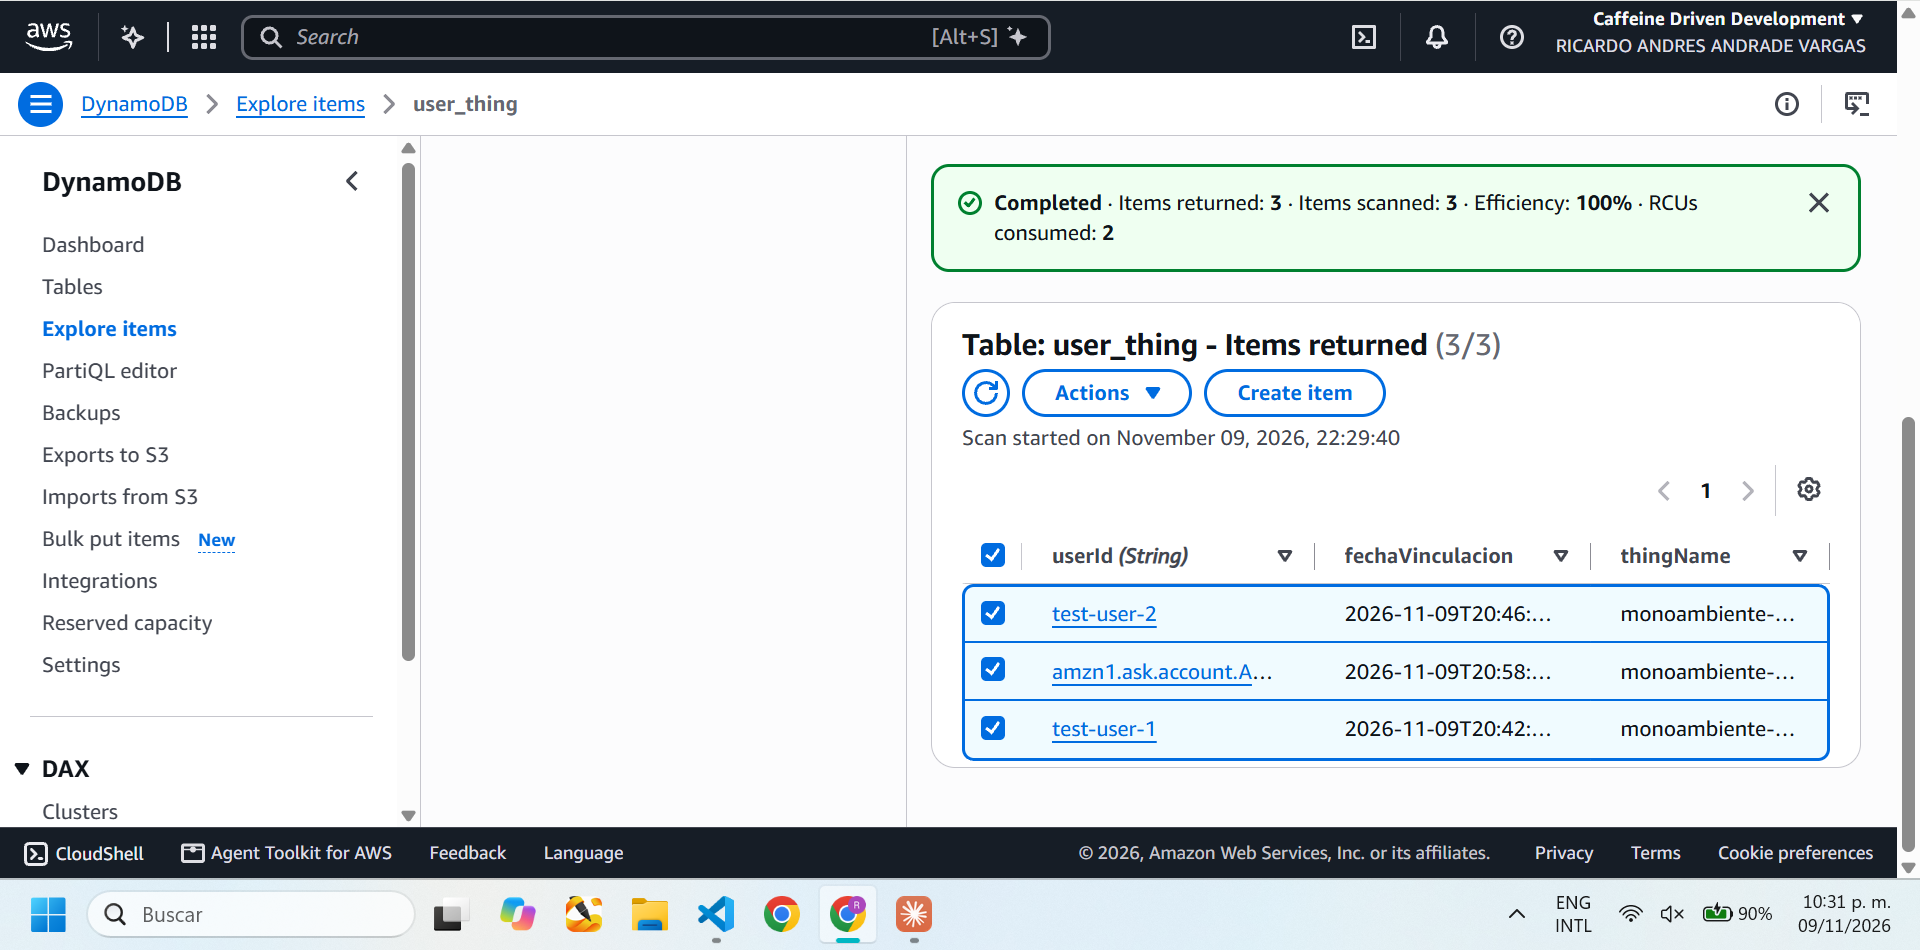 aws
Search
[Alt+S]
Caffeine Driven Development
RICARDO ANDRES ANDRADE VARGAS
DynamoDB
Explore items
user_thing
DynamoDB
Dashboard
Tables
Explore items
PartiQL editor
Backups
Exports to S3
Imports from S3
Bulk put items New
Integrations
Reserved capacity
Settings
DAX
Clusters
Completed · Items returned: 3 · Items scanned: 3 · Efficiency: 100% · RCUs
consumed: 2
Table: user_thing - Items returned (3/3)
Actions
Create item
Scan started on November 09, 2026, 22:29:40
1
userId (String) fechaVinculacion thingName
test-user-2 2026-11-09T20:46:… monoambiente-…
amzn1.ask.account.A… 2026-11-09T20:58:… monoambiente-…
test-user-1 2026-11-09T20:42:… monoambiente-…
CloudShell Agent Toolkit for AWS Feedback Language © 2026, Amazon Web Services, Inc. or its affiliates. Privacy Terms Cookie preferences
Buscar
R
ENG
INTL
90%
10:31 p. m.
09/11/2026